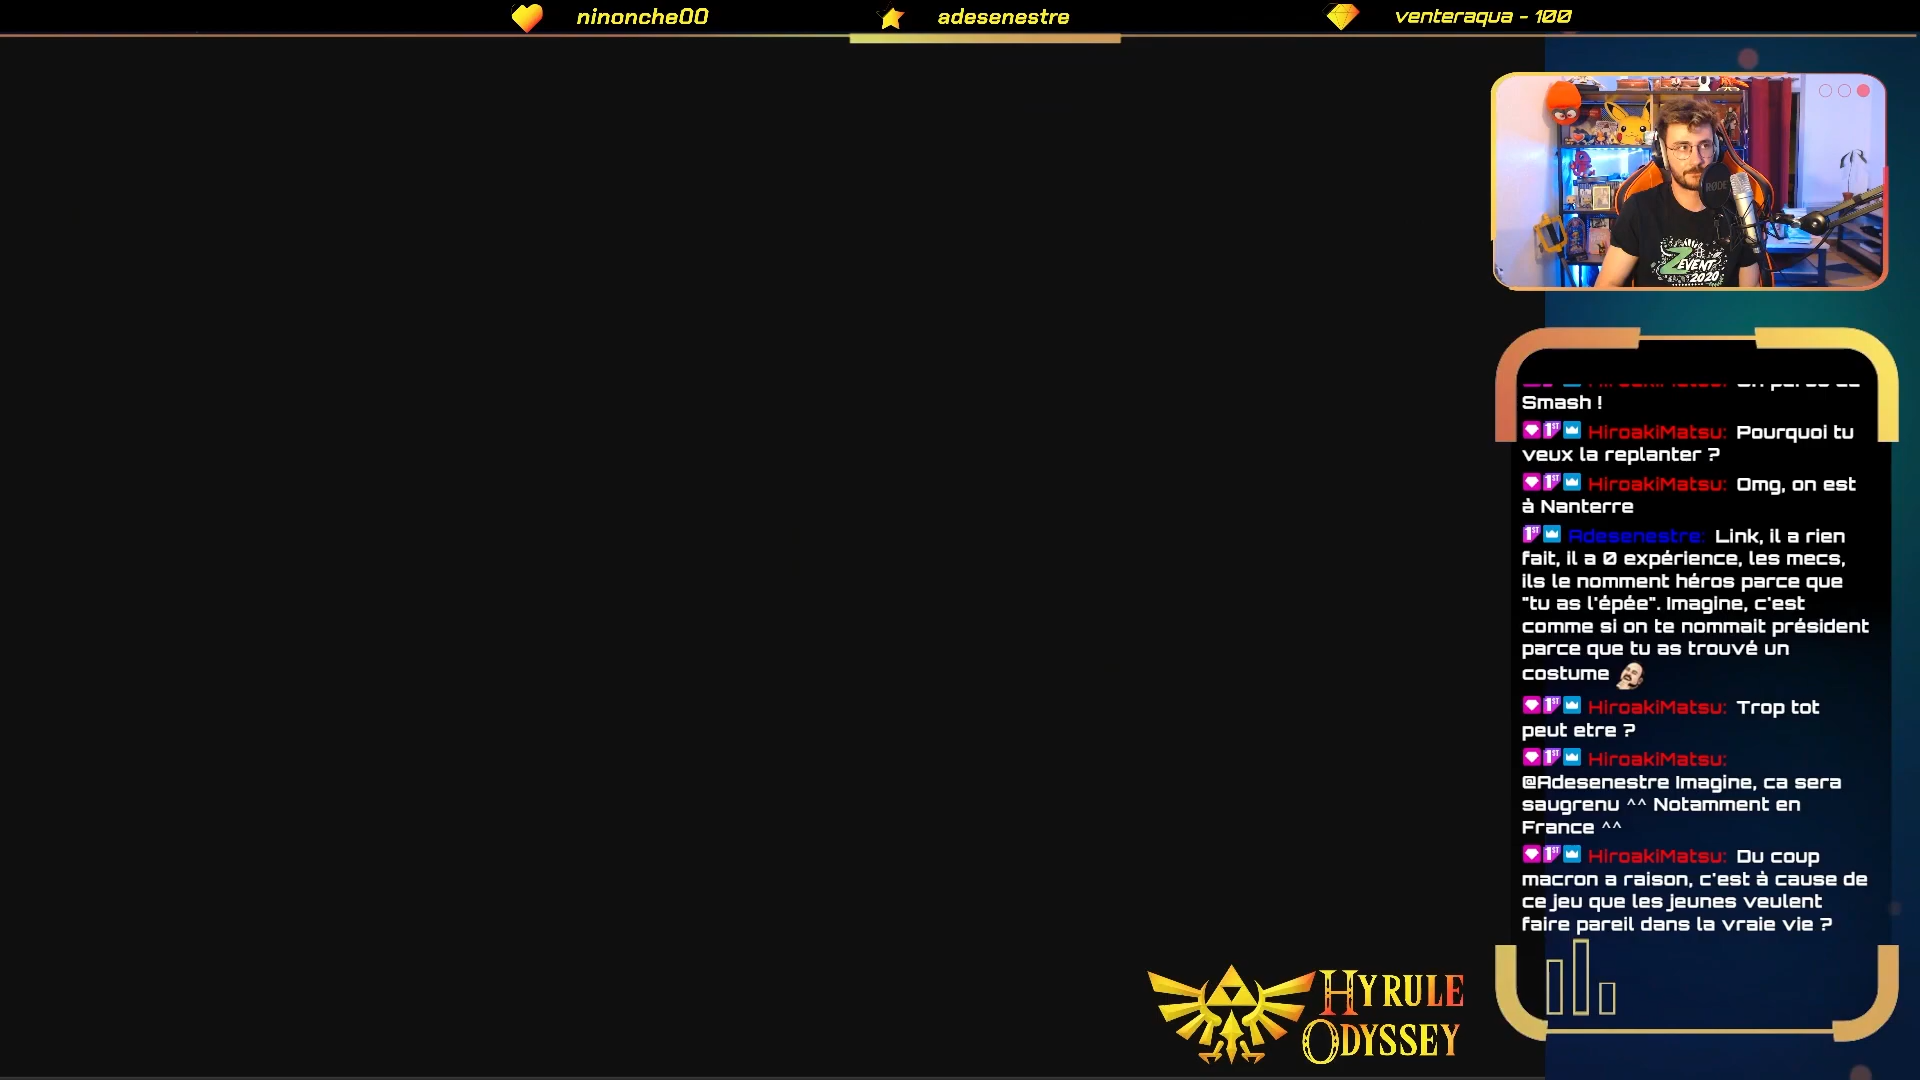 ninonche00
adesenestre
venteraqua - 100
RØDE
ZEVENT
2020
Smash !
HiroakiMatsu: Pourquoi tu
veux la replanter ?
HiroakiMatsu: Omg, on est
à Nanterre
Adesenestre: Link, il a rien
fait, il a 0 expérience, les mecs,
ils le nomment héros parce que
"tu as l'épée". Imagine, c'est
comme si on te nommait président
parce que tu as trouvé un
costume
HiroakiMatsu: Trop tot
peut etre ?
HiroakiMatsu:
@Adesenestre Imagine, ca sera
saugrenu ^^ Notamment en
France ^^
HiroakiMatsu: Du coup
macron a raison, c'est à cause de
ce jeu que les jeunes veulent
faire pareil dans la vraie vie ?
HYRULE
ODYSSEY